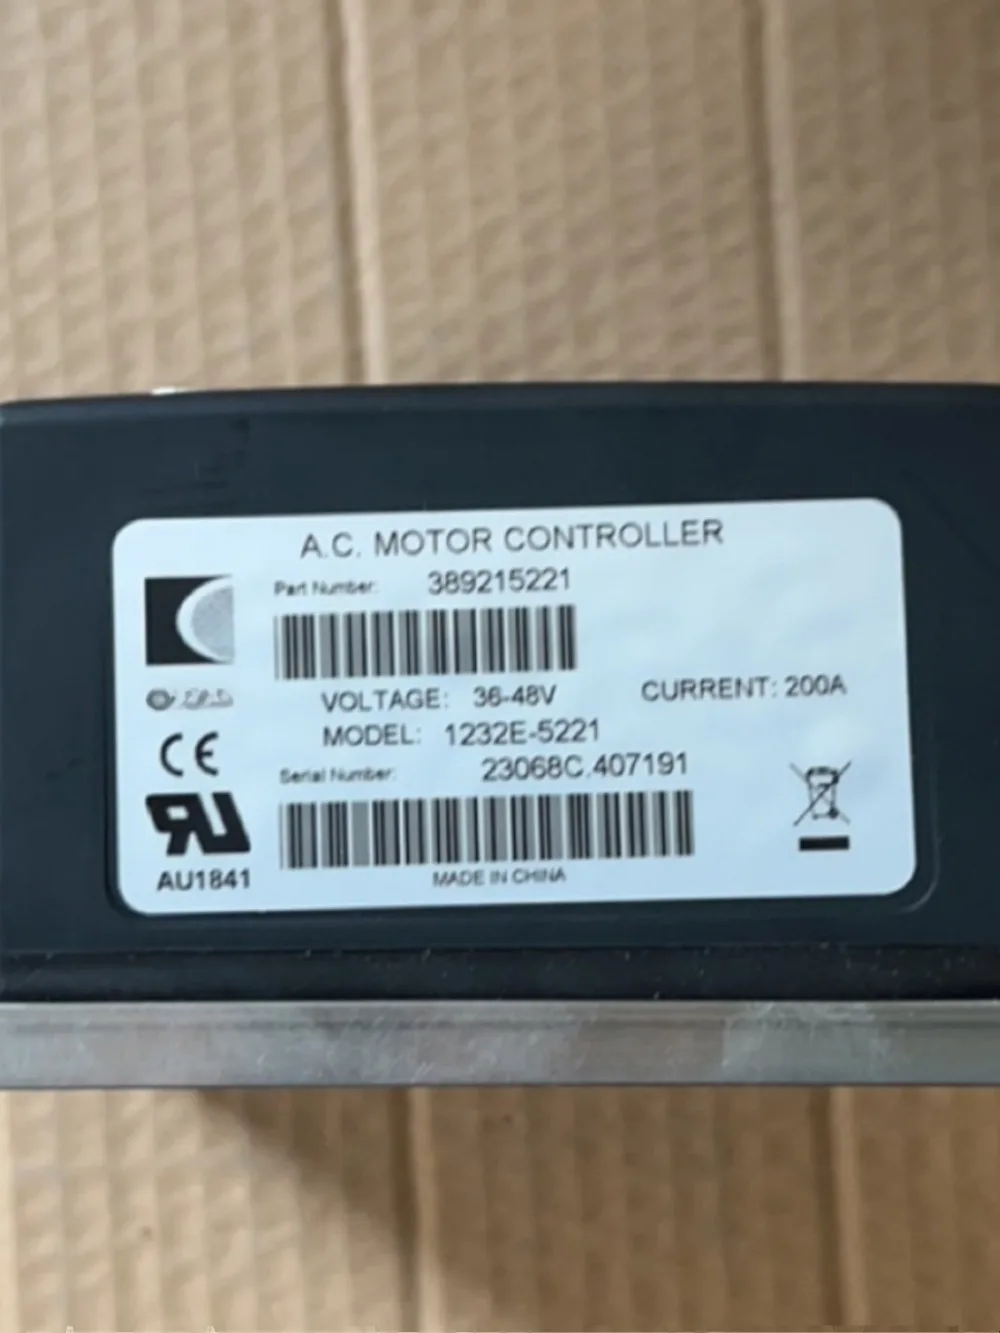 A.C. MOTOR CONTROLLER
Part Number: 389215221
VOLTAGE: 36-48V CURRENT: 200A
MODEL: 1232E-5221
CE
Serial Number: 23068C.407191
RU
AU1841
MADE IN CHINA